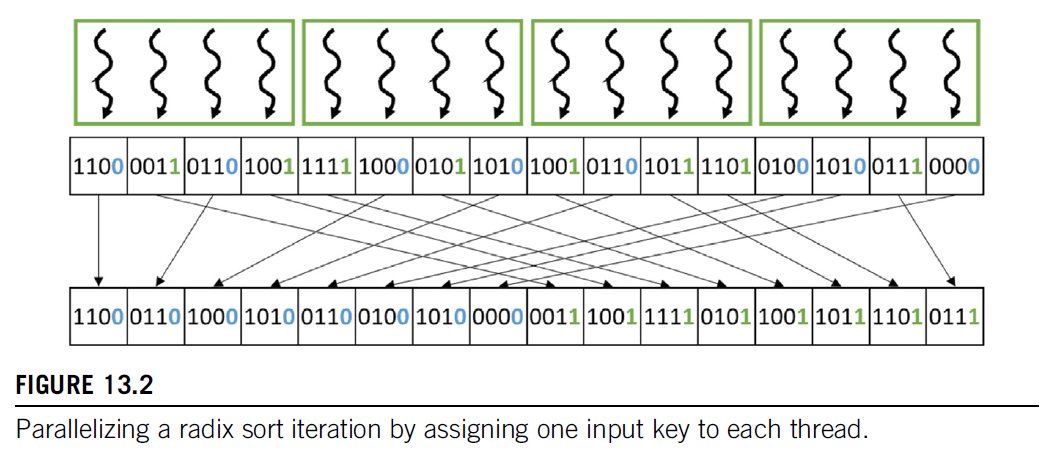 1100 0011 0110 1001 1111 1000 0101 1010 1001 0110 1011 1101 0100 1010 0111 0000
1100 0110 1000 1010 0110 0100 1010 0000 0011 1001 1111 0101 1001 1011 1101 0111
FIGURE 13.2
Parallelizing a radix sort iteration by assigning one input key to each thread.